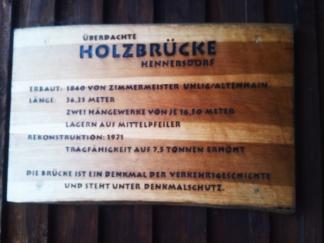 ÜBERDACHTE
HOLZBRÜCKE
HENNERSDORF
ERBAUT: 1840 VON ZIMMERMEISTER UHLIG/ALTENHAIN
LÄNGE: 36,35 METER
ZWEI HÄNGEWERKE VON JE 16,50 METER
LAGERN AUF MITTELPFEILER
REKONSTRUKTION: 1971
TRAGFÄHIGKEIT AUF 7,5 TONNEN ERHÖHT
DIE BRÜCKE IST EIN DENKMAL DER VERKEHRSGESCHICHTE
UND STEHT UNTER DENKMALSCHUTZ.